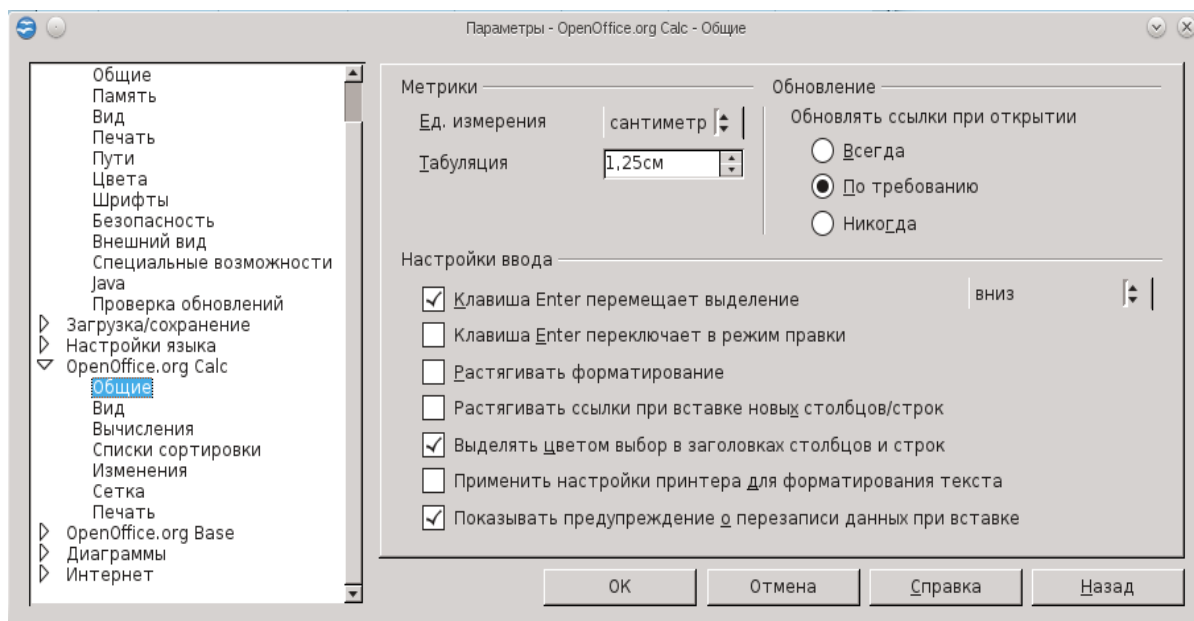 Параметры - OpenOffice.org Calc - Общие
Общие
Память
Вид
Печать
Пути
Цвета
Шрифты
Безопасность
Внешний вид
Специальные возможности
Java
Проверка обновлений
Загрузка/сохранение
Настройки языка
OpenOffice.org Calc
Общие
Вид
Вычисления
Списки сортировки
Изменения
Сетка
Печать
OpenOffice.org Base
Диаграммы
Интернет
Метрики
Ед. измерения
сантиметр
Табуляция
1,25см
Обновление
Обновлять ссылки при открытии
Всегда
По требованию
Никогда
Настройки ввода
Клавиша Enter перемещает выделение
вниз
Клавиша Enter переключает в режим правки
Растягивать форматирование
Растягивать ссылки при вставке новых столбцов/строк
Выделять цветом выбор в заголовках столбцов и строк
Применить настройки принтера для форматирования текста
Показывать предупреждение о перезаписи данных при вставке
OK
Отмена
Справка
Назад